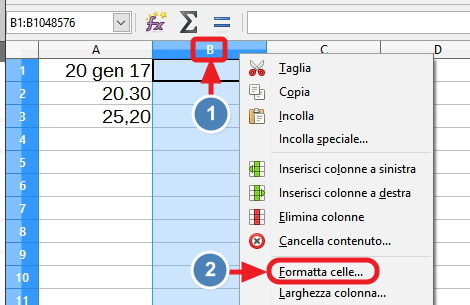 B1:B1048576
A B C D
1 20 gen 17
2 20.30
3 25,20
4
5
6
7
8
9
10
11
1
2
Taglia
Copia
Incolla
Incolla speciale...
Inserisci colonne a sinistra
Inserisci colonne a destra
Elimina colonne
Cancella contenuto...
Formatta celle...
Larghezza colonna...